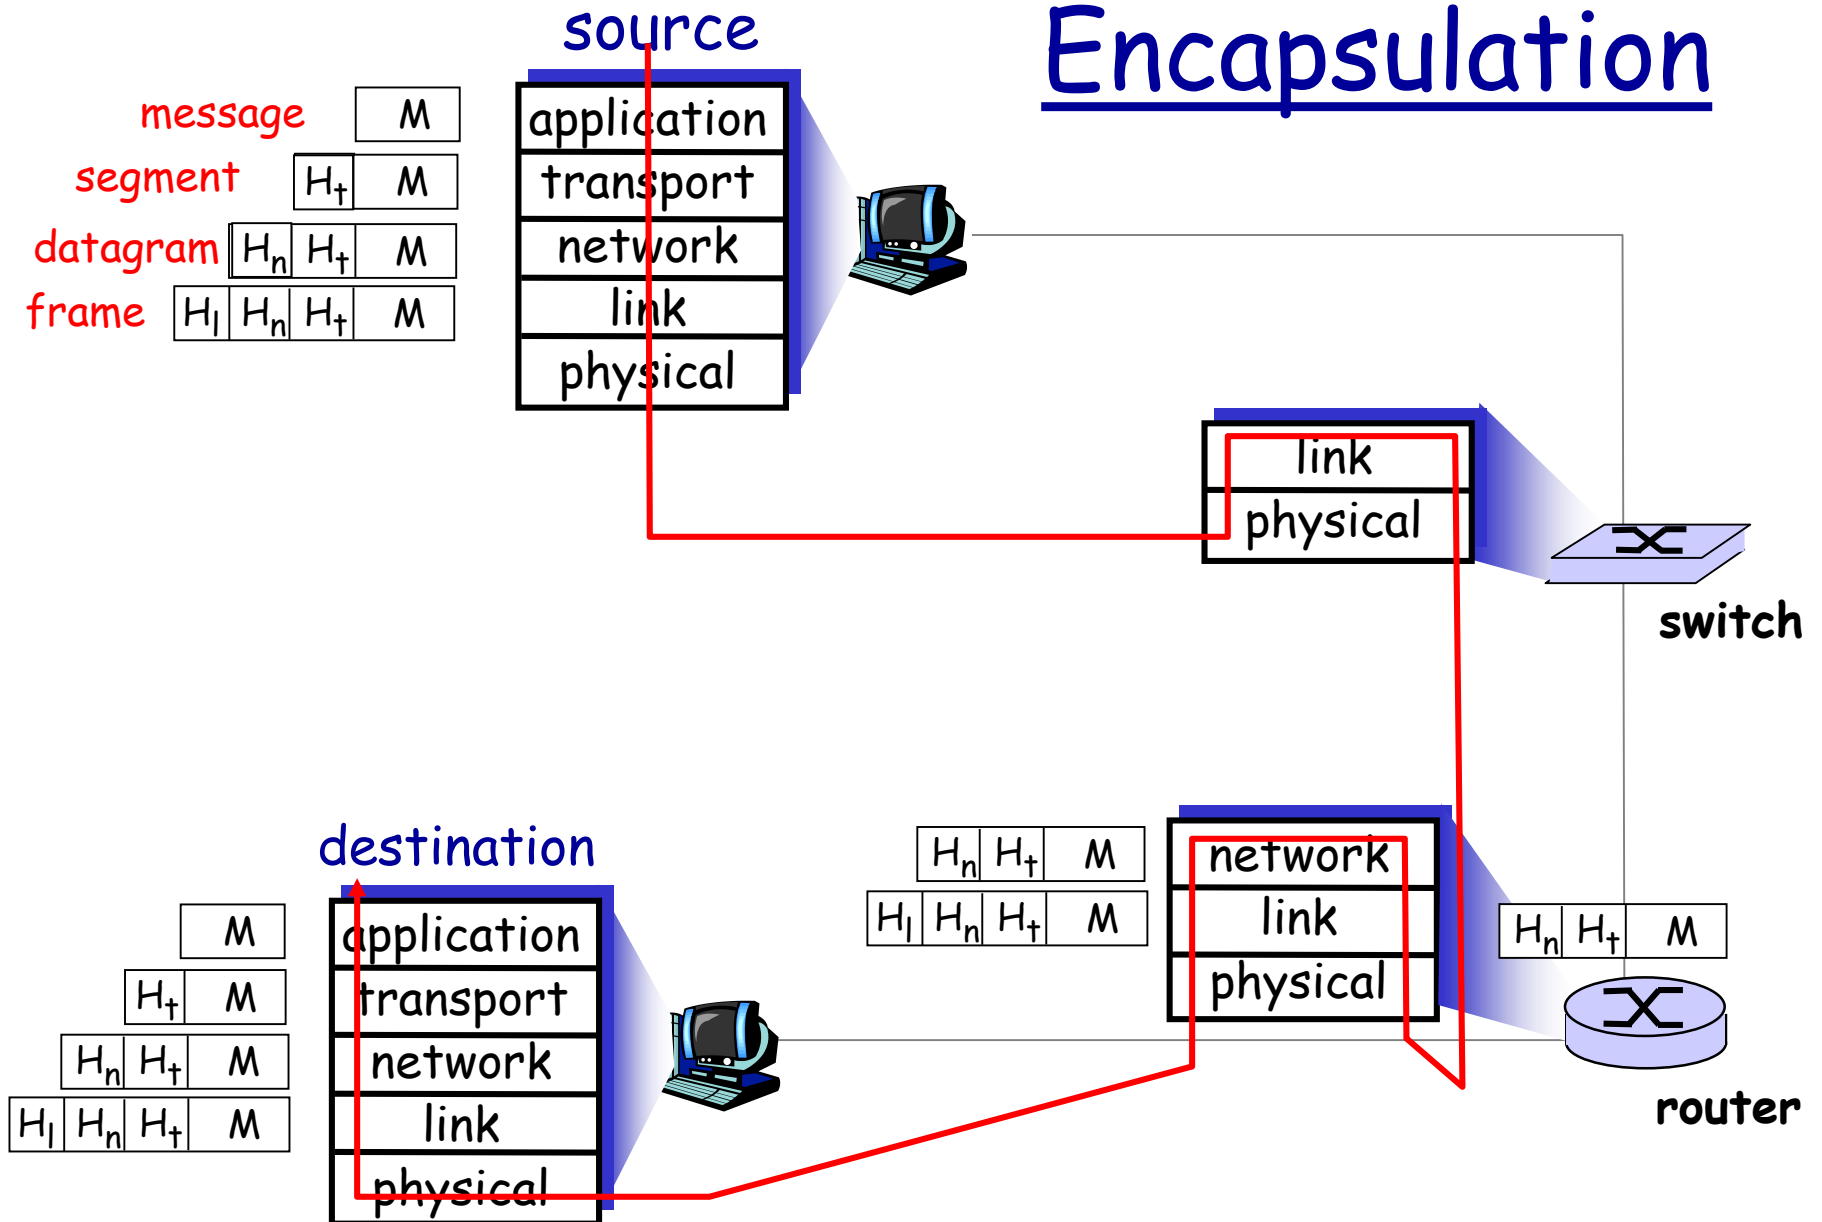 source
Encapsulation
message M
segment Ht M
datagram Hn Ht M
frame Hl Hn Ht M
application
transport
network
link
physical
link
physical
switch
destination
M
Ht M
Hn Ht M
Hl Hn Ht M
application
transport
network
link
physical
Hn Ht M
Hl Hn Ht M
network
link
physical
Hn Ht M
router